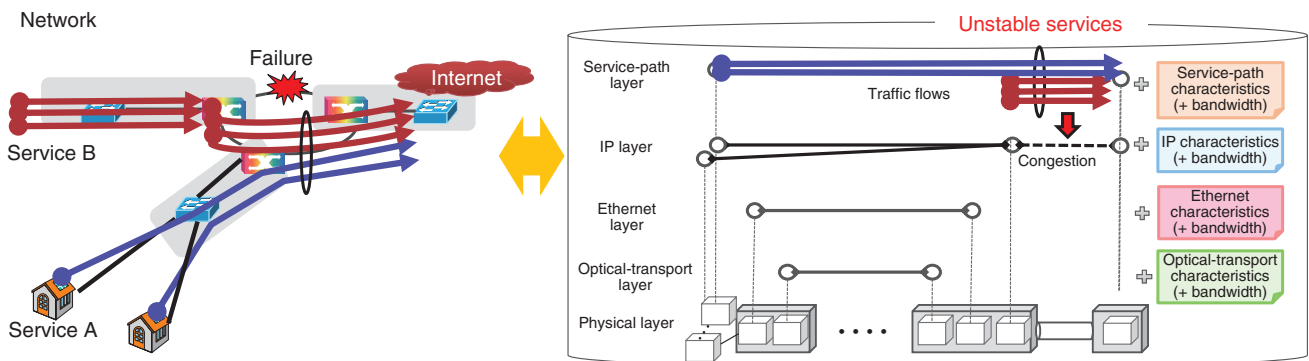 Network
Failure
Internet
Service B
Service A
Unstable services
Service-path
layer
Traffic flows
Service-path
characteristics
(+ bandwidth)
IP layer
Congestion
IP characteristics
(+ bandwidth)
Ethernet
layer
Ethernet
characteristics
(+ bandwidth)
Optical-transport
layer
Optical-transport
characteristics
(+ bandwidth)
Physical layer